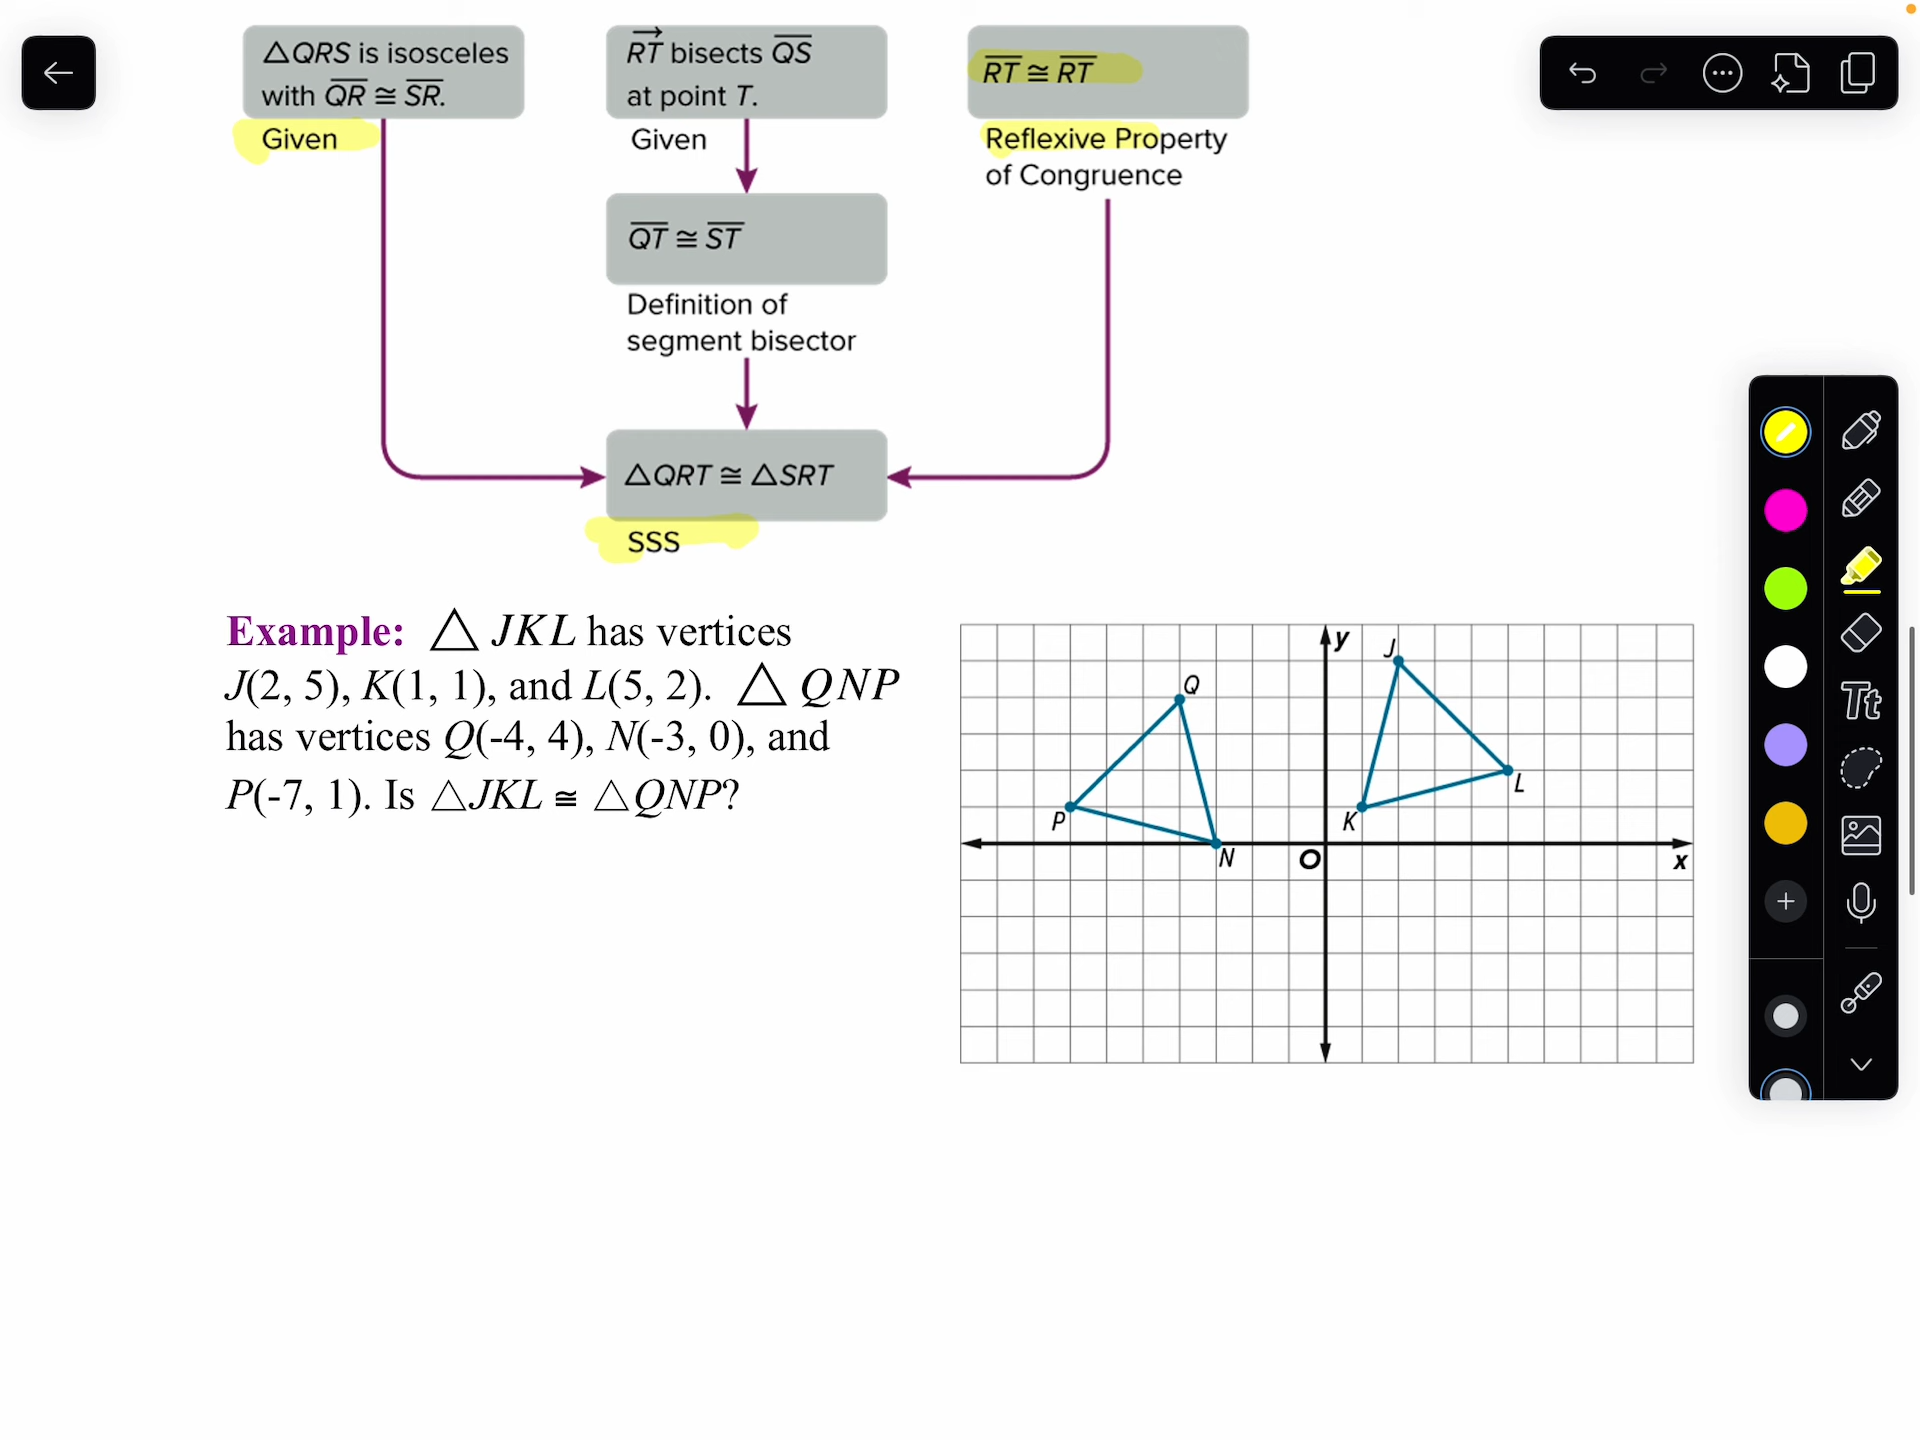 △QRS is isosceles
with QR ≅ SR.
Given
RT bisects QS
at point T.
Given
RT ≅ RT
Reflexive Property
of Congruence
QT ≅ ST
Definition of
segment bisector
△QRT ≅ △SRT
SSS
Example: △ JKL has vertices
J(2, 5), K(1, 1), and L(5, 2). △ QNP
has vertices Q(-4, 4), N(-3, 0), and
P(-7, 1). Is △JKL ≅ △QNP?
y
J
Q
L
P
K
N
O
x
Tt